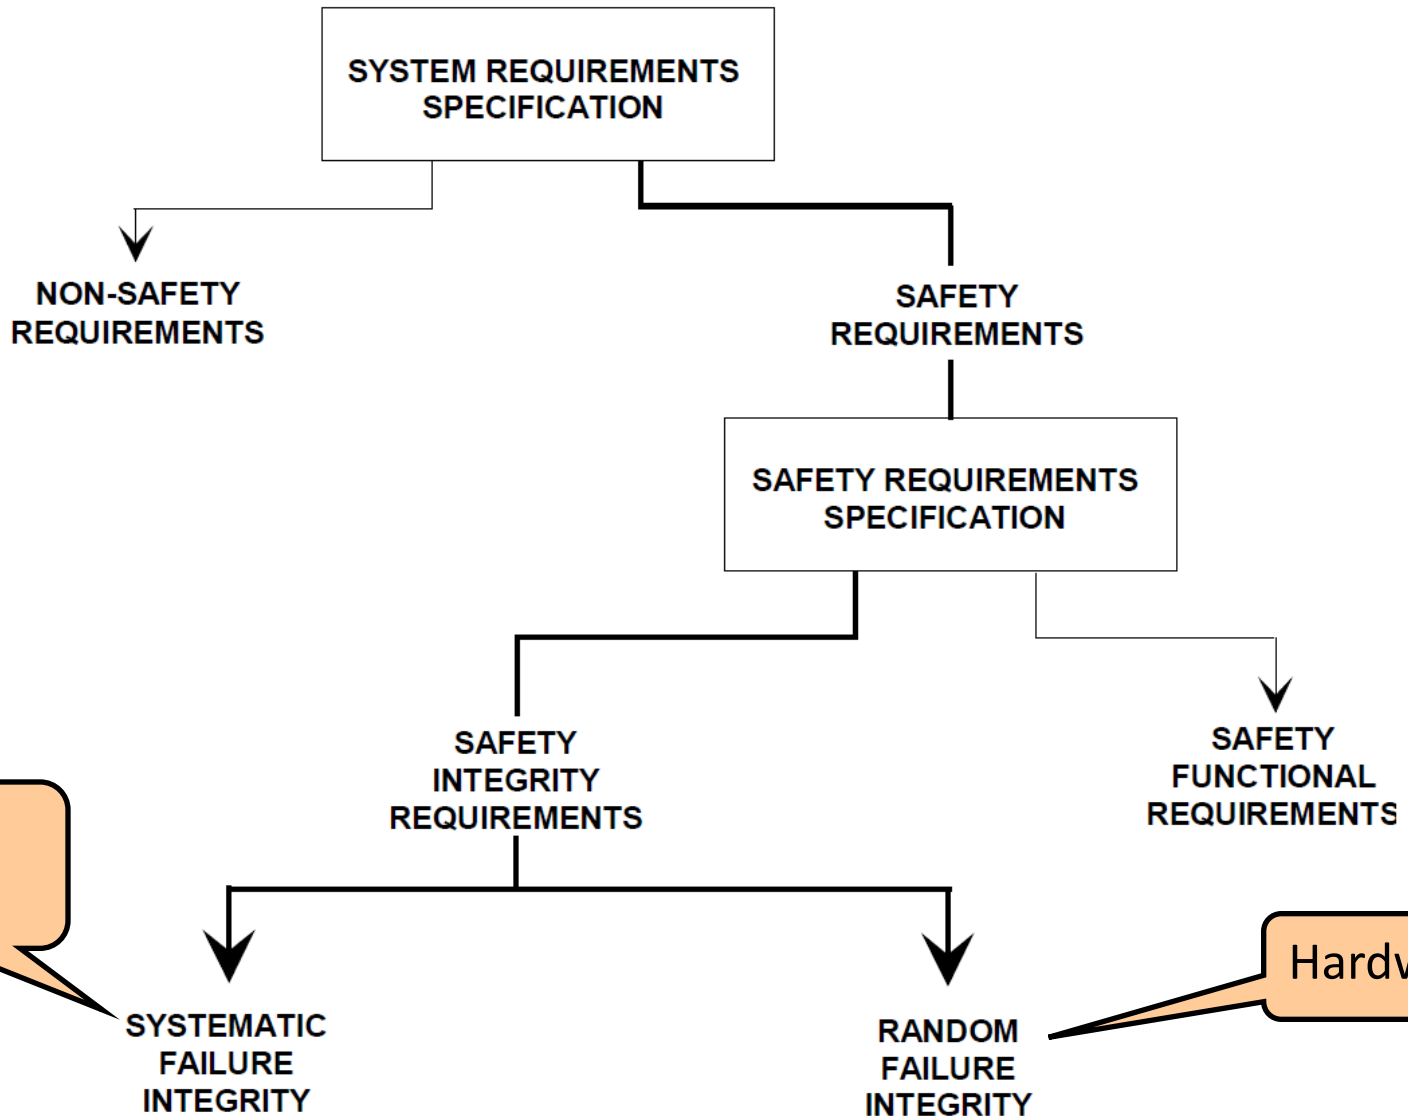 SYSTEM REQUIREMENTS
SPECIFICATION
NON-SAFETY
REQUIREMENTS
SAFETY
REQUIREMENTS
SAFETY REQUIREMENTS
SPECIFICATION
SAFETY
INTEGRITY
REQUIREMENTS
SAFETY
FUNCTIONAL
REQUIREMENTS
SYSTEMATIC
FAILURE
INTEGRITY
RANDOM
FAILURE
INTEGRITY